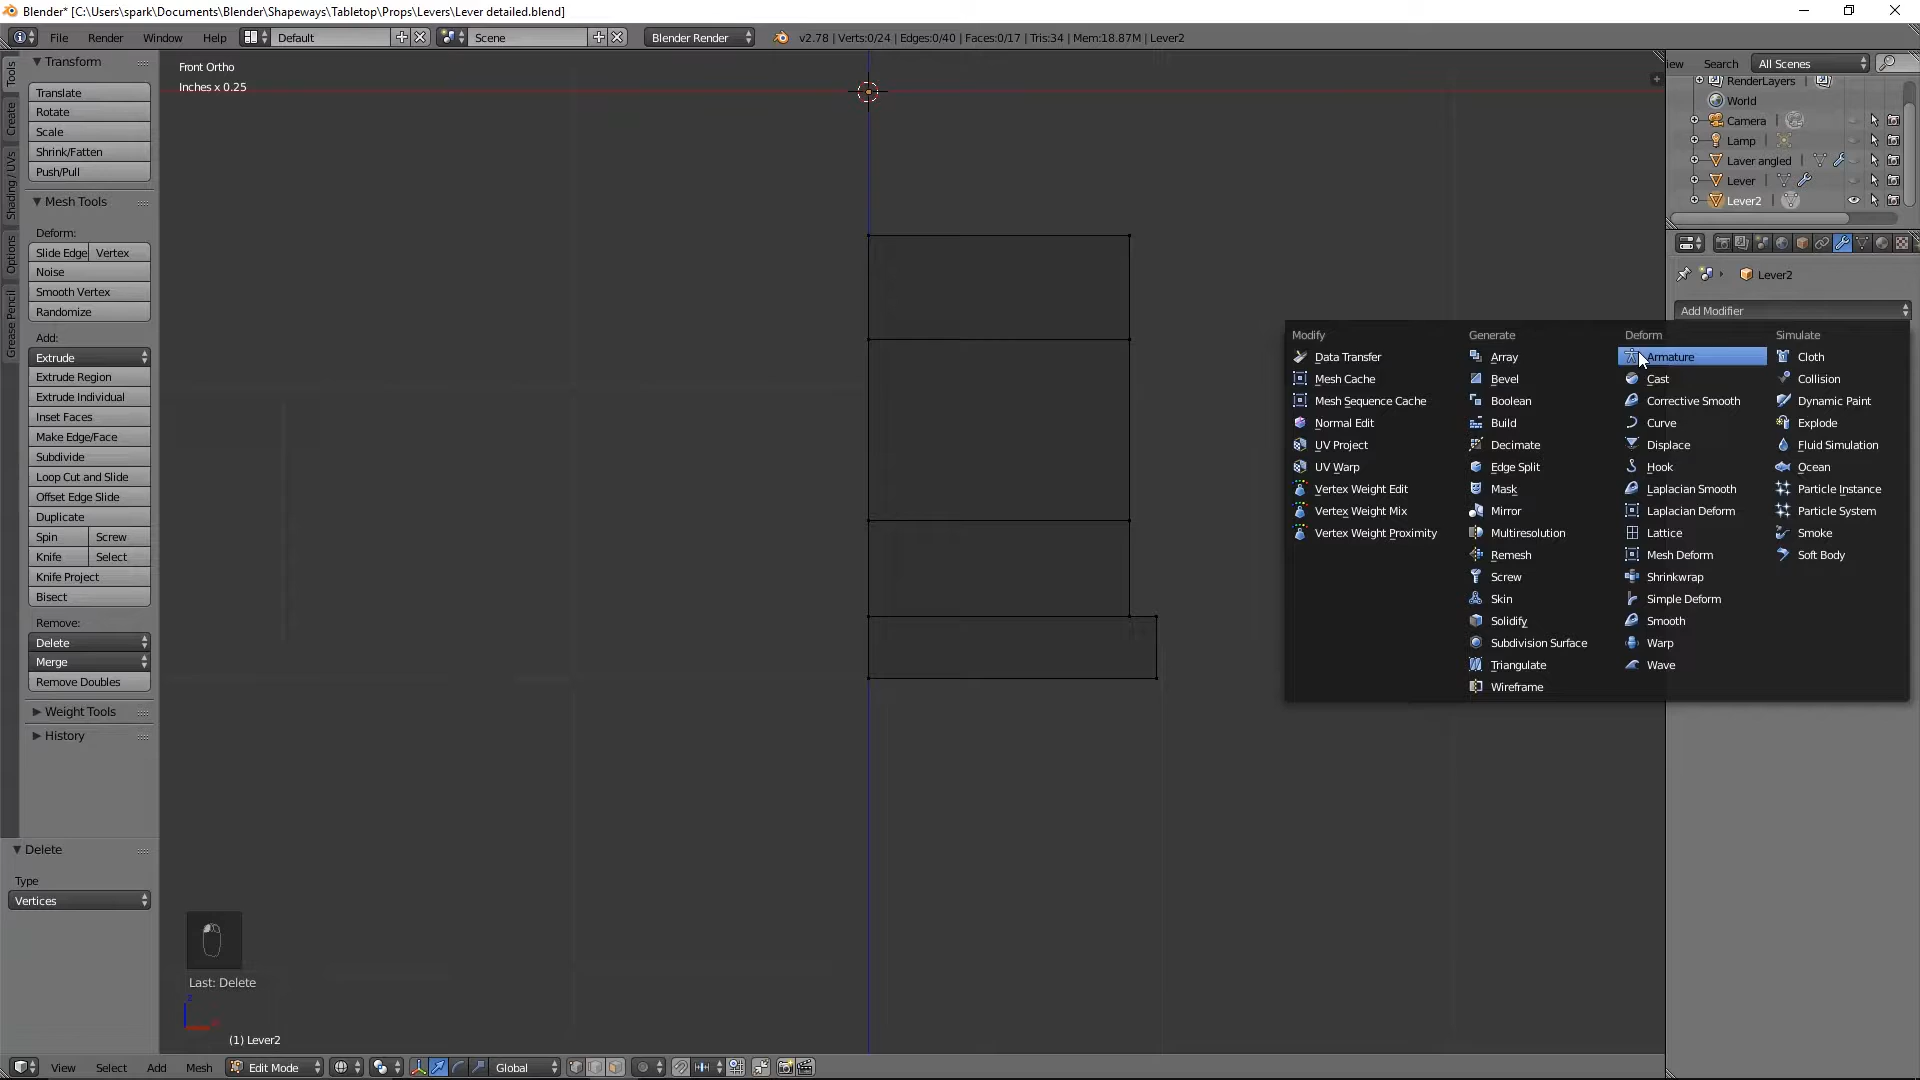 Blender* [C:\Users\spark\Documents\Blender\Shapeways\Tabletop\Props\Levers\Lever detailed.blend]
File Render Window Help Default Scene Blender Render v2.78 | Verts:0/24 | Edges:0/40 | Faces:0/17 | Tris:34 | Mem:18.87M | Lever2
Tools
Create
Shading / UVs
Options
Grease Pencil
Transform
Translate
Rotate
Scale
Shrink/Fatten
Push/Pull
Mesh Tools
Deform:
Slide Edge Vertex
Noise
Smooth Vertex
Randomize
Add:
Extrude
Extrude Region
Extrude Individual
Inset Faces
Make Edge/Face
Subdivide
Loop Cut and Slide
Offset Edge Slide
Duplicate
Spin Screw
Knife Select
Knife Project
Bisect
Remove:
Delete
Merge
Remove Doubles
Weight Tools
History
Delete
Type
Vertices
Front Ortho
Inches x 0.25
Last: Delete
z
(1) Lever2
iew Search All Scenes
RenderLayers
World
Camera
Lamp
Laver angled
Lever
Lever2
Lever2
Add Modifier
Modify
Data Transfer
Mesh Cache
Mesh Sequence Cache
Normal Edit
UV Project
UV Warp
Vertex Weight Edit
Vertex Weight Mix
Vertex Weight Proximity
Generate
Array
Bevel
Boolean
Build
Decimate
Edge Split
Mask
Mirror
Multiresolution
Remesh
Screw
Skin
Solidify
Subdivision Surface
Triangulate
Wireframe
Deform
Armature
Cast
Corrective Smooth
Curve
Displace
Hook
Laplacian Smooth
Laplacian Deform
Lattice
Mesh Deform
Shrinkwrap
Simple Deform
Smooth
Warp
Wave
Simulate
Cloth
Collision
Dynamic Paint
Explode
Fluid Simulation
Ocean
Particle Instance
Particle System
Smoke
Soft Body
View Select Add Mesh Edit Mode Global